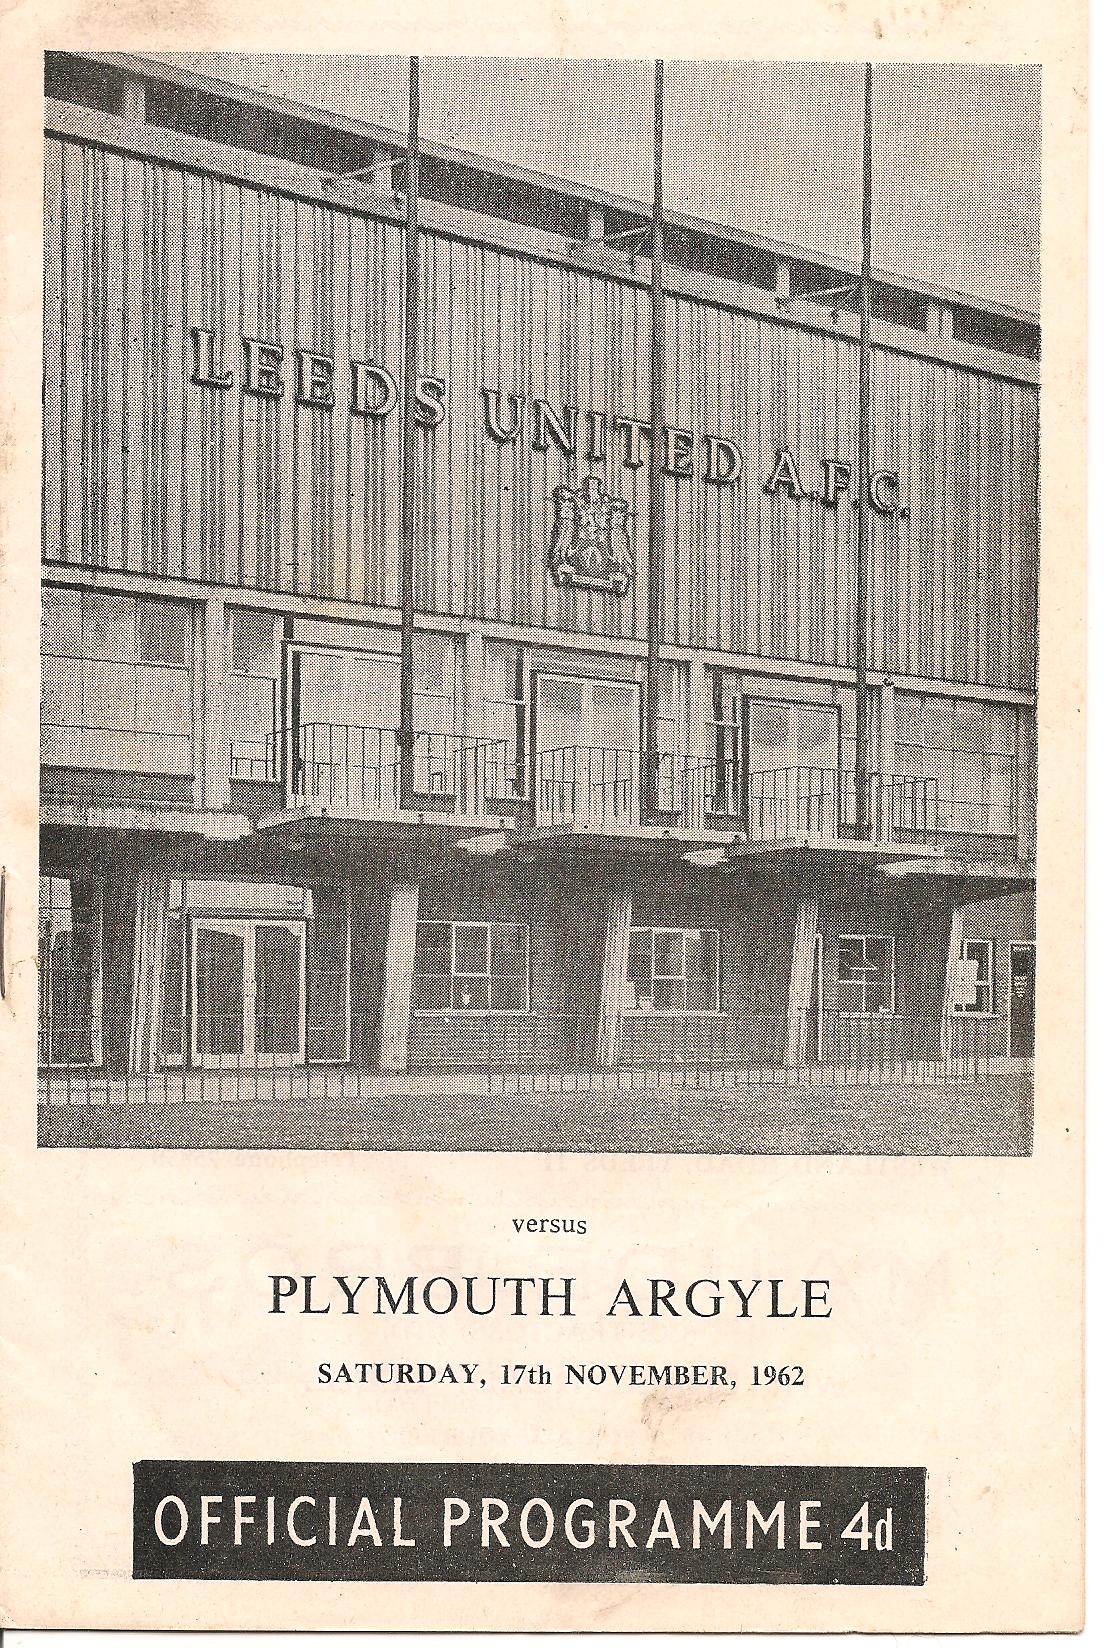 LEEDS UNITED A.F.C.
versus
PLYMOUTH ARGYLE
SATURDAY, 17th NOVEMBER, 1962
OFFICIAL PROGRAMME 4d